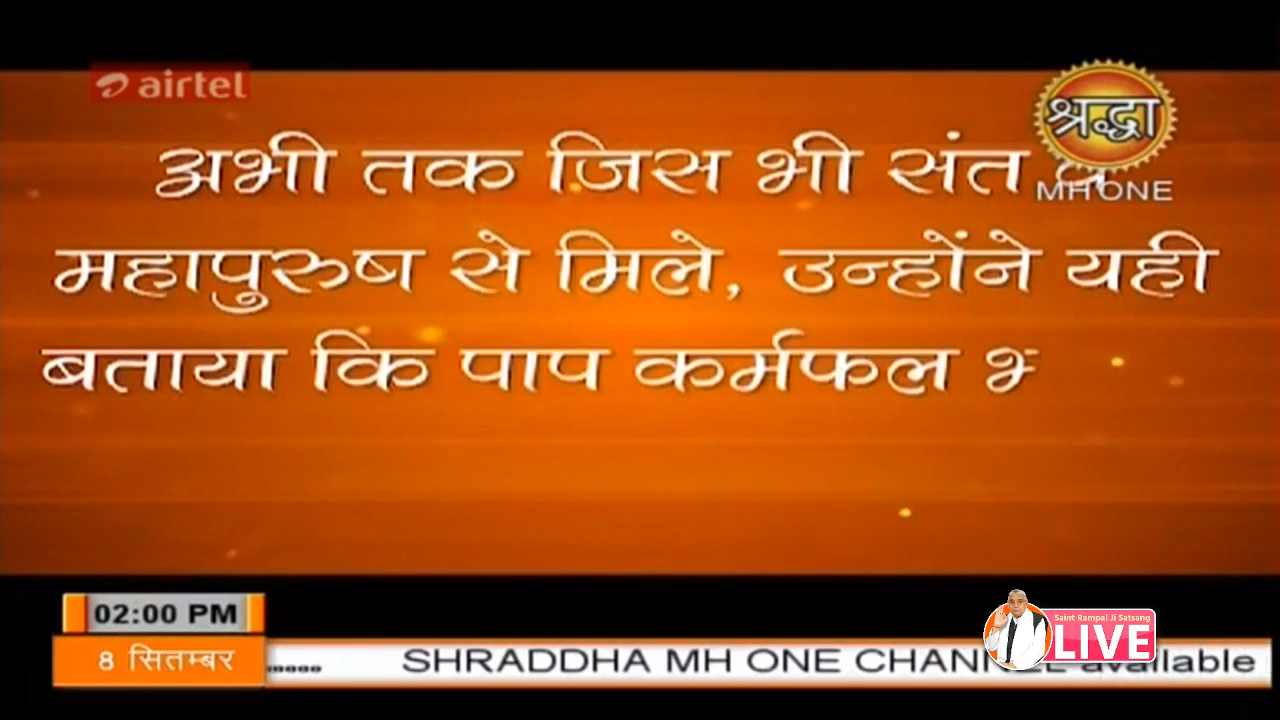 airtel
श्रद्धा
MH ONE
अभी तक जिस भी संत
महापुरुष से मिले, उन्होंने यही
बताया कि पाप कर्मफल
02:00 PM
8 सितम्बर
...... SHRADDHA MH ONE CHANNEL available
Saint Rampal Ji Satsang
LIVE